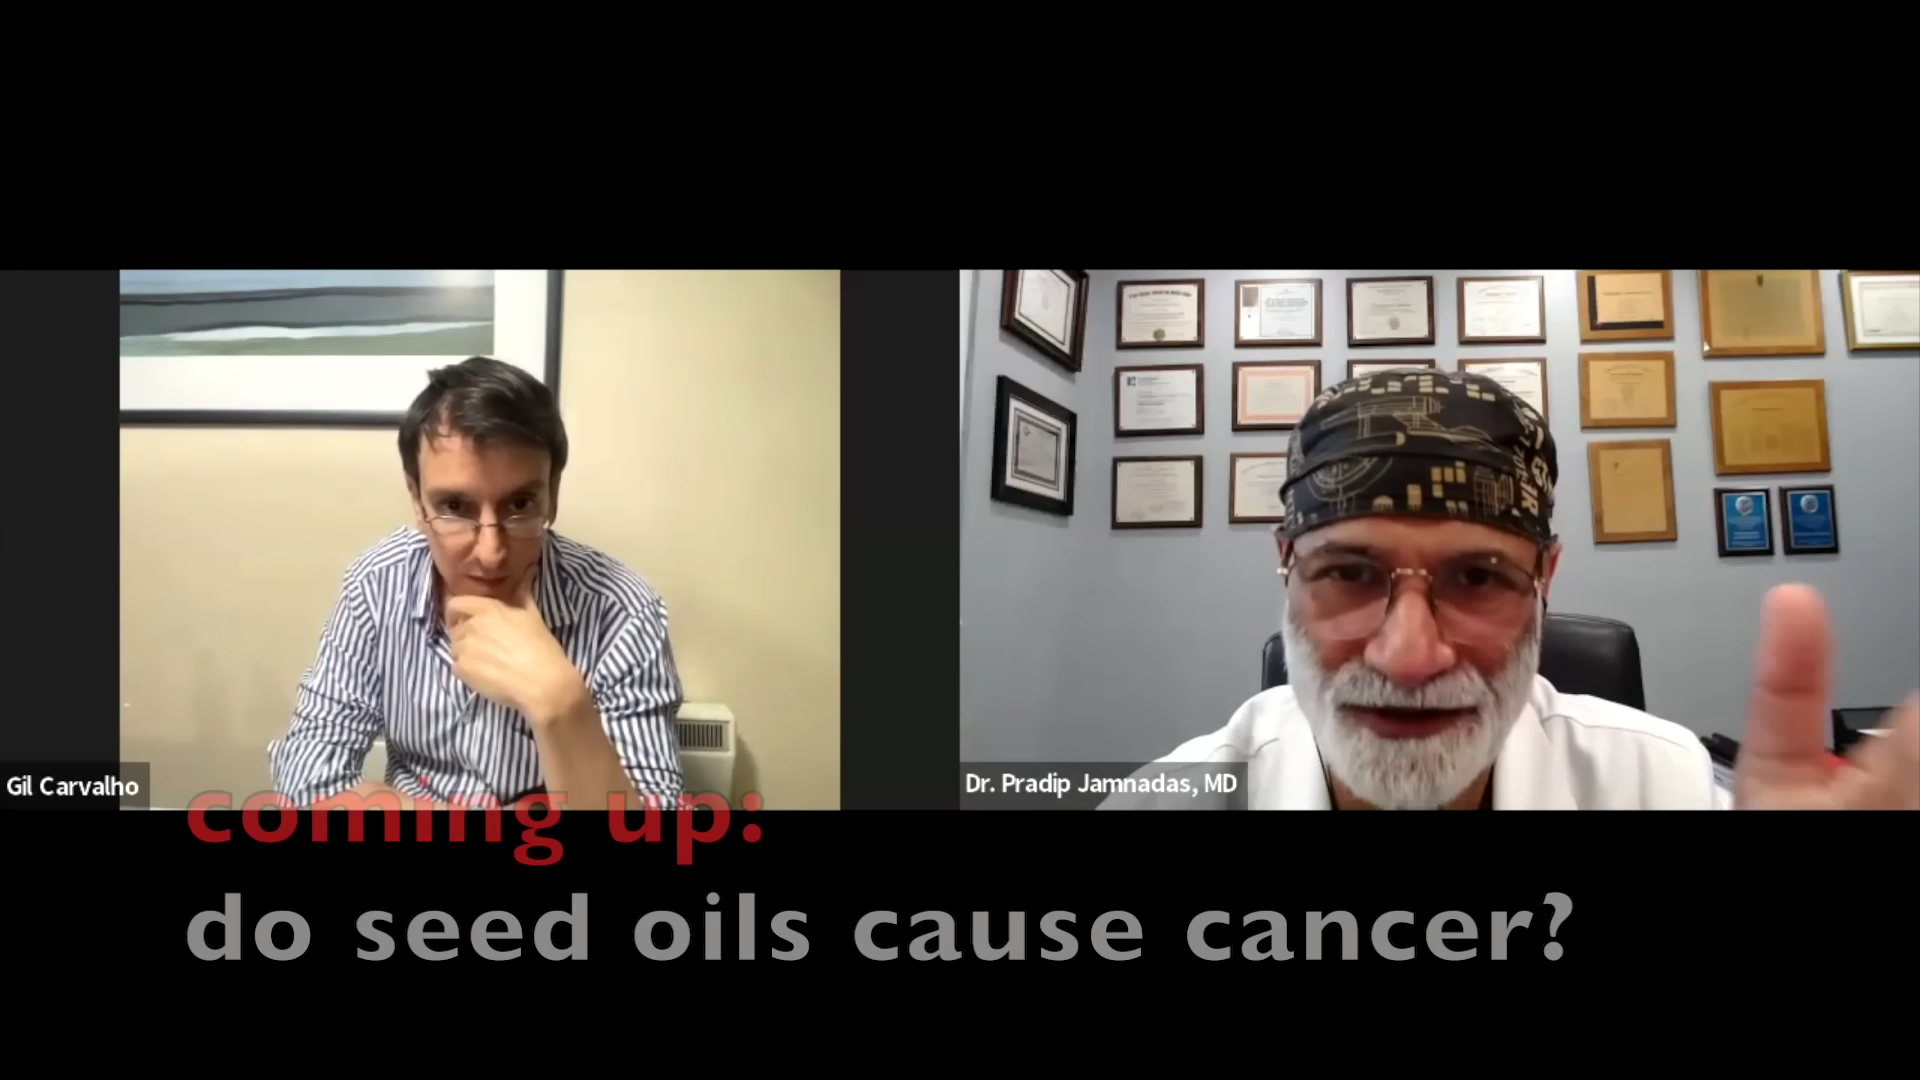 Gil Carvalho
Dr. Pradip Jamnadas, MD
coming up:
do seed oils cause cancer?